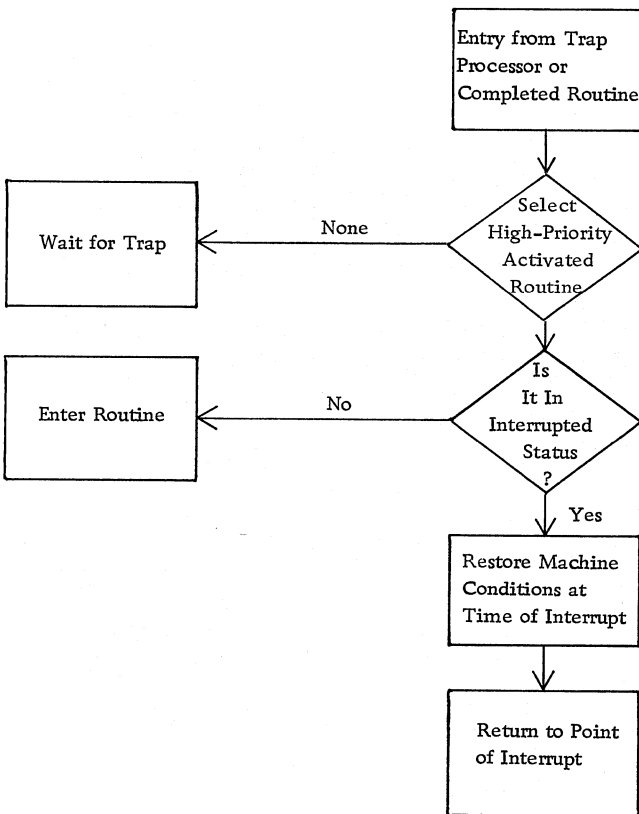 Entry from Trap
Processor or
Completed Routine
Select
High-Priority
Activated
Routine
None
Wait for Trap
Is
It In
Interrupted
Status
?
No
Enter Routine
Yes
Restore Machine
Conditions at
Time of Interrupt
Return to Point
of Interrupt